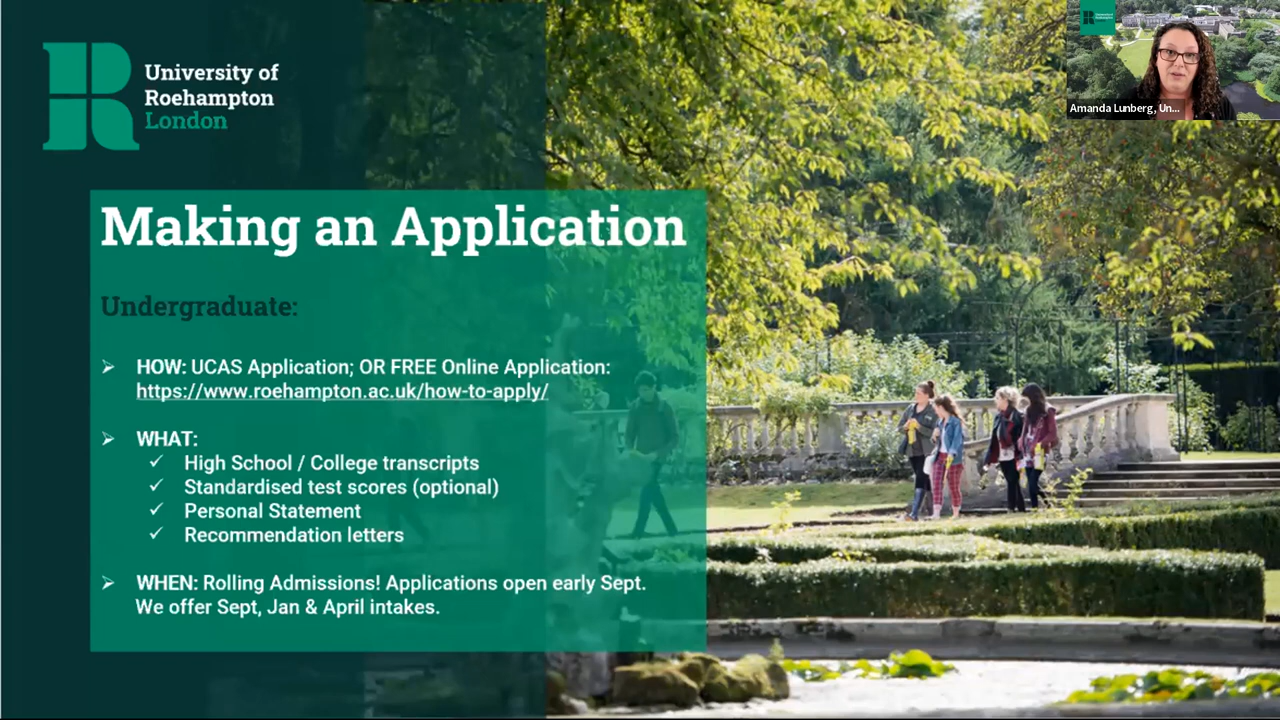 University of
Roehampton
London
Amanda Lunberg, Un...
Making an Application
Undergraduate:
➢ HOW: UCAS Application; OR FREE Online Application:
https://www.roehampton.ac.uk/how-to-apply/
➢ WHAT:
✓ High School / College transcripts
✓ Standardised test scores (optional)
✓ Personal Statement
✓ Recommendation letters
➢ WHEN: Rolling Admissions! Applications open early Sept.
We offer Sept, Jan & April intakes.